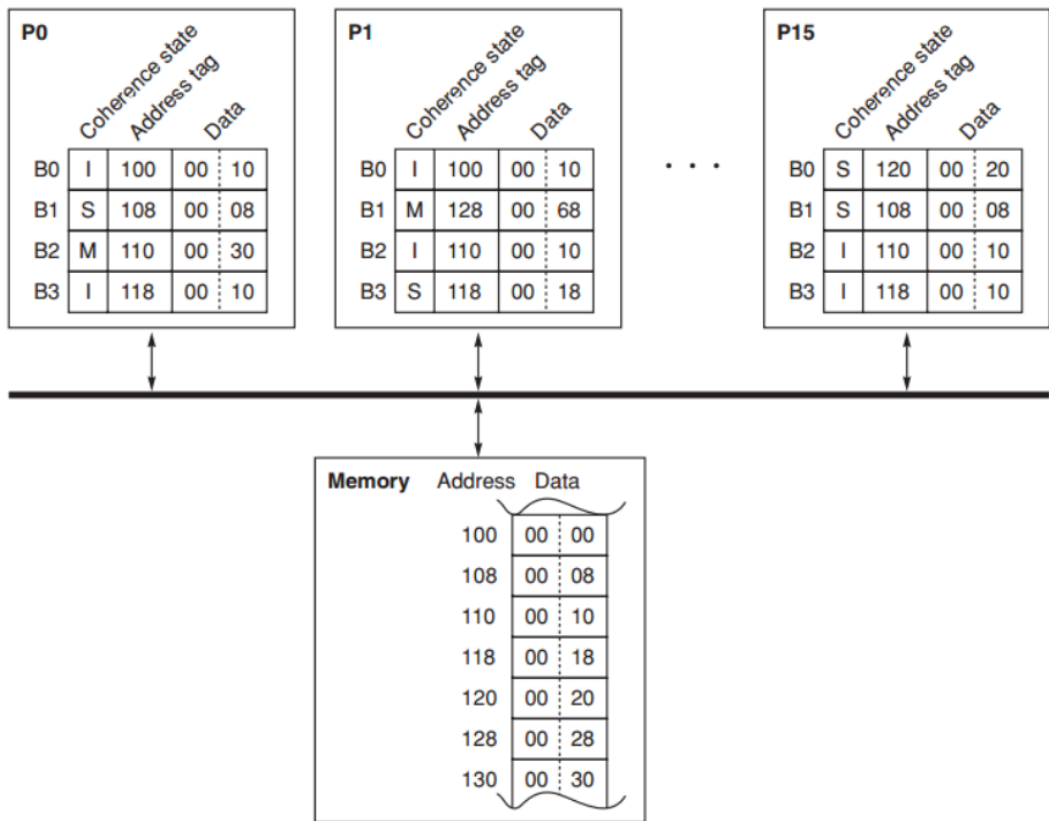 P0
Coherence state
Address tag
Data
B0 I 100 00 10
B1 S 108 00 08
B2 M 110 00 30
B3 I 118 00 10
P1
Coherence state
Address tag
Data
B0 I 100 00 10
B1 M 128 00 68
B2 I 110 00 10
B3 S 118 00 18
. . .
P15
Coherence state
Address tag
Data
B0 S 120 00 20
B1 S 108 00 08
B2 I 110 00 10
B3 I 118 00 10
Memory Address Data
100 00 00
108 00 08
110 00 10
118 00 18
120 00 20
128 00 28
130 00 30